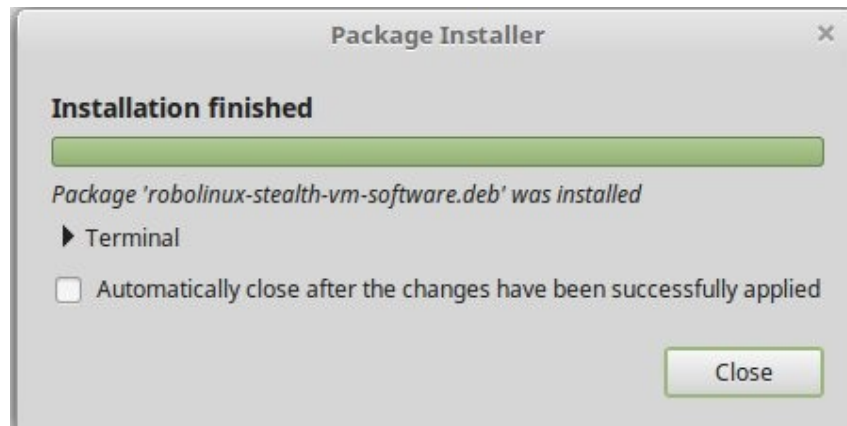 Package Installer
Installation finished
Package 'robolinux-stealth-vm-software.deb' was installed
Terminal
Automatically close after the changes have been successfully applied
Close